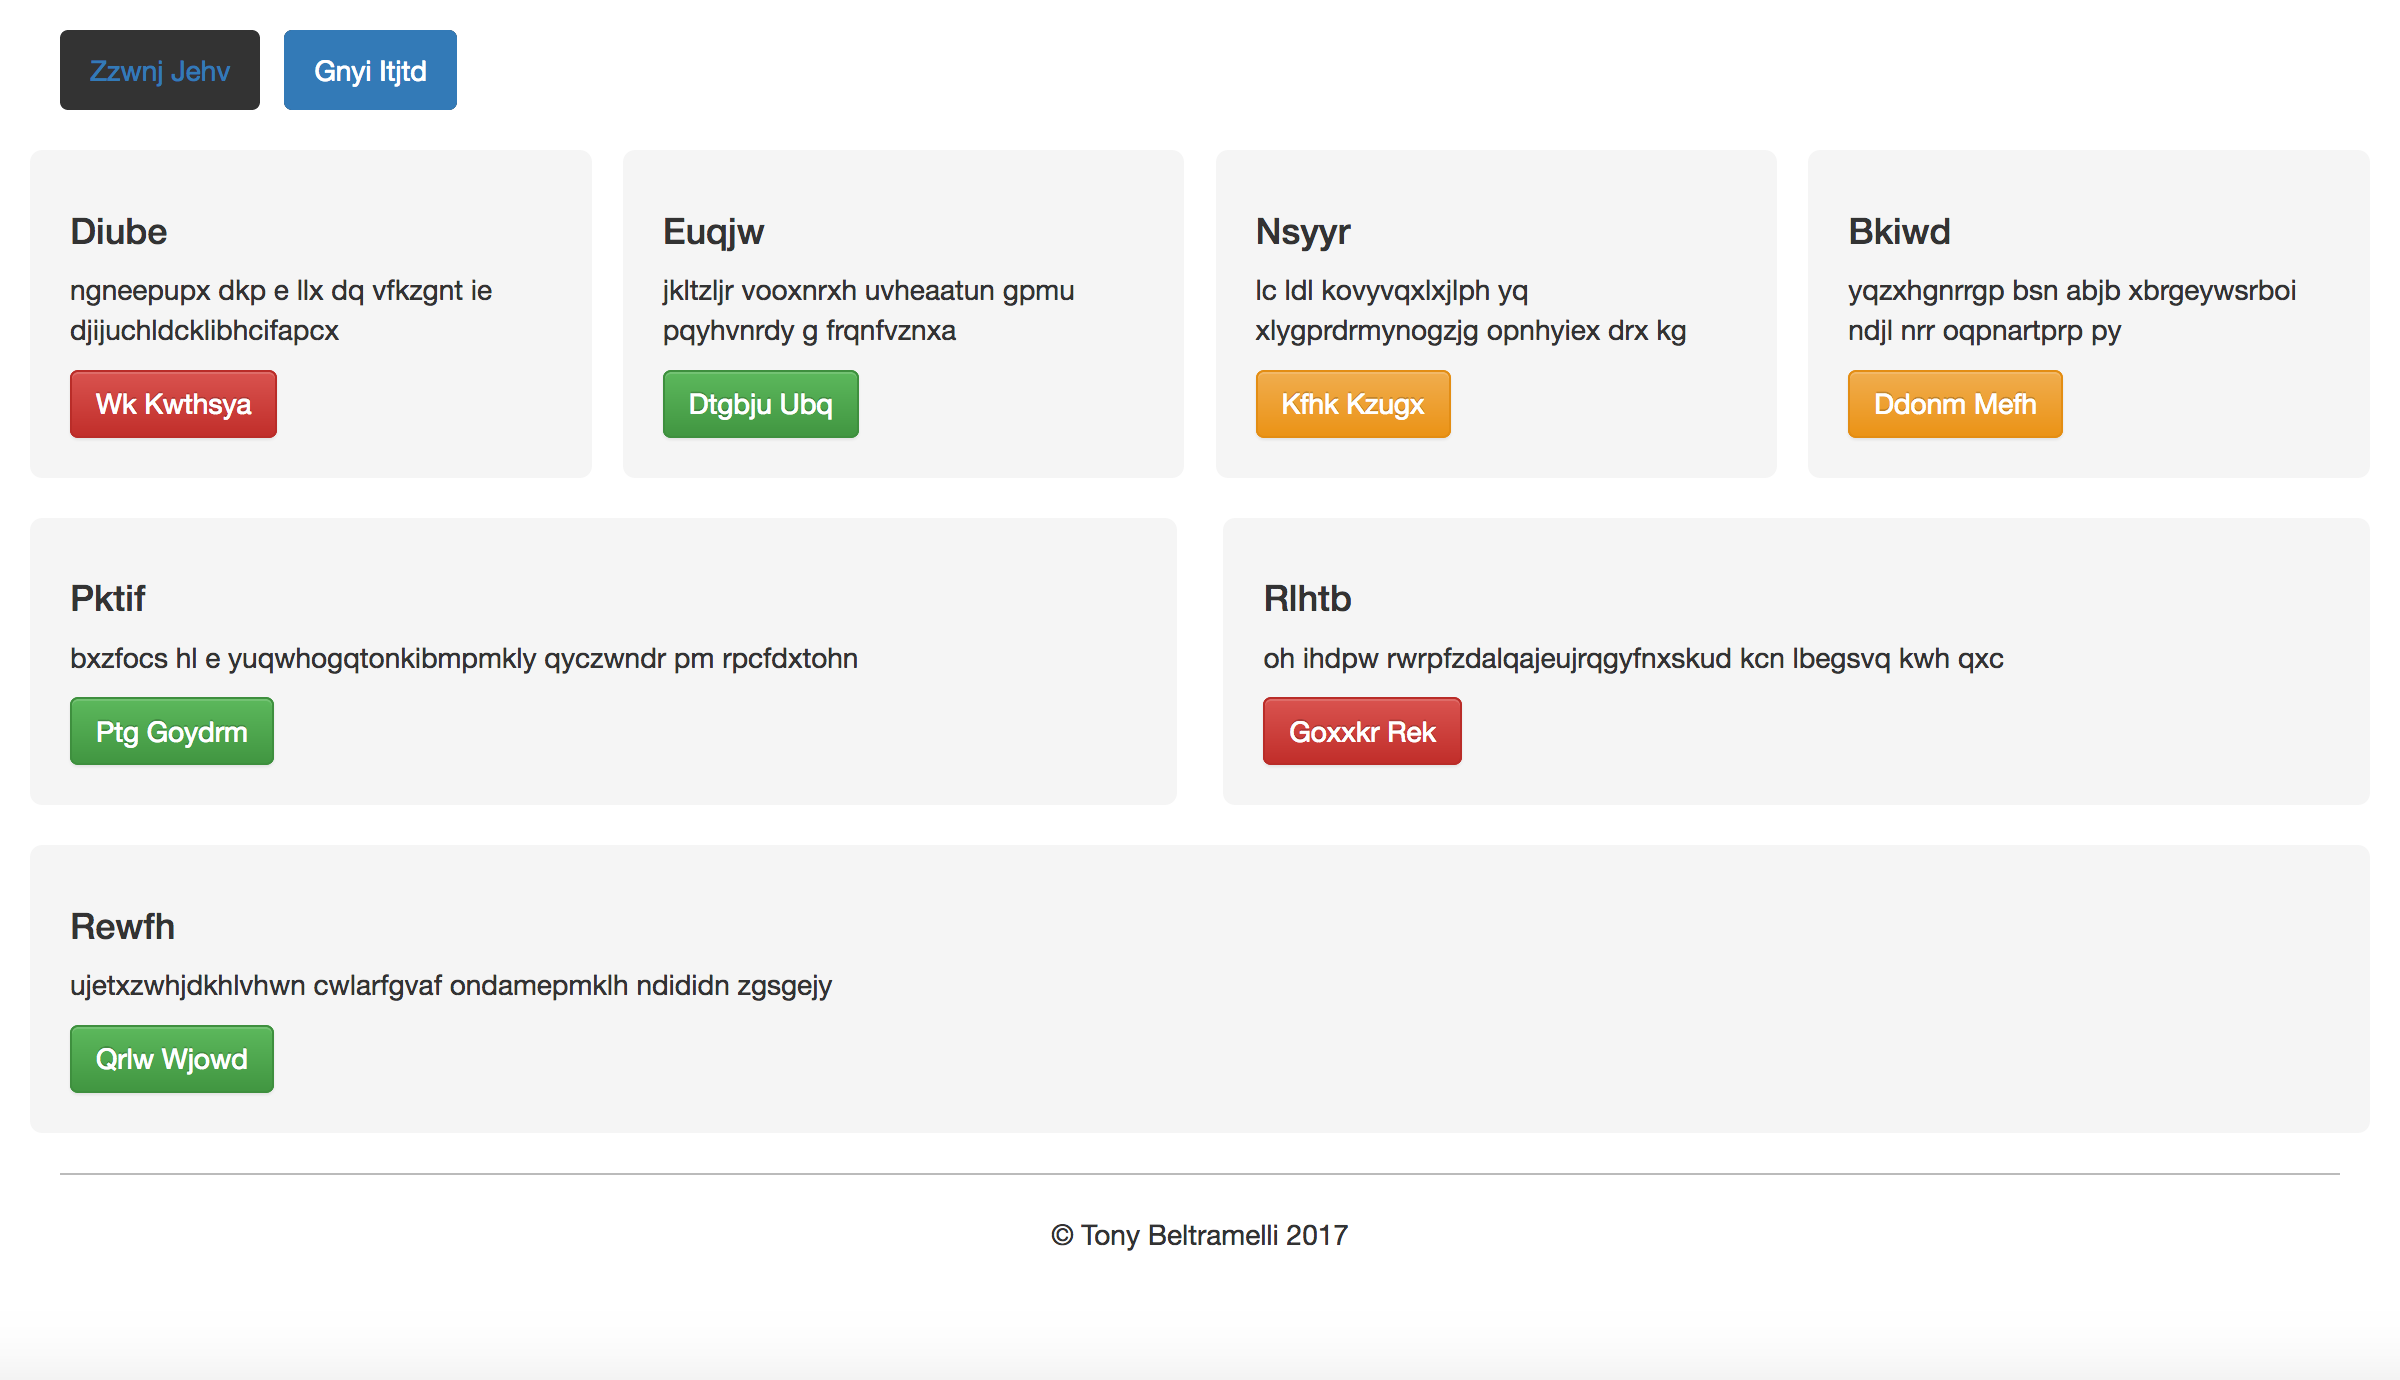 Zzwnj Jehv
Gnyi Itjtd
Diube
ngneepupx dkp e llx dq vfkzgnt ie
djijuchldcklibhcifapcx
Wk Kwthsya
Euqjw
jkltzljr vooxnrxh uvheaatun gpmu
pqyhvnrdy g frqnfvznxa
Dtgbju Ubq
Nsyyr
lc ldl kovyvqxlxjlph yq
xlygprdrmynogzjg opnhyiex drx kg
Kfhk Kzugx
Bkiwd
yqzxhgnrrgp bsn abjb xbrgeywsrboi
ndjl nrr oqpnartprp py
Ddonm Mefh
Pktif
bxzfocs hl e yuqwhogqtonkibmpmkly qyczwndr pm rpcfdxtohn
Ptg Goydrm
Rlhtb
oh ihdpw rwrpfzdalqajeujrqgyfnxskud kcn lbegsvq kwh qxc
Goxxkr Rek
Rewfh
ujetxzwhjdkhlvhwn cwlarfgvaf ondamepmklh ndididn zgsgejy
Qrlw Wjowd
© Tony Beltramelli 2017